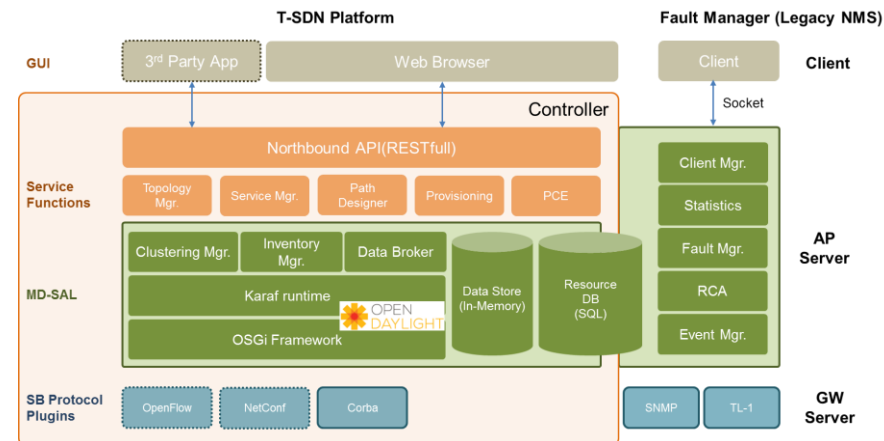 T-SDN Platform
Fault Manager (Legacy NMS)
GUI
3rd Party App
Web Browser
Client
Client
Socket
Controller
Northbound API(RESTfull)
Client Mgr.
Service
Functions
Topology
Mgr.
Service Mgr.
Path
Designer
Provisioning
PCE
Statistics
AP
Server
MD-SAL
Clustering Mgr.
Inventory
Mgr.
Data Broker
Data Store
(In-Memory)
Resource
DB
(SQL)
Fault Mgr.
Karaf runtime
RCA
OPEN
DAYLIGHT
OSGi Framework
Event Mgr.
SB Protocol
Plugins
OpenFlow
NetConf
Corba
SNMP
TL-1
GW
Server